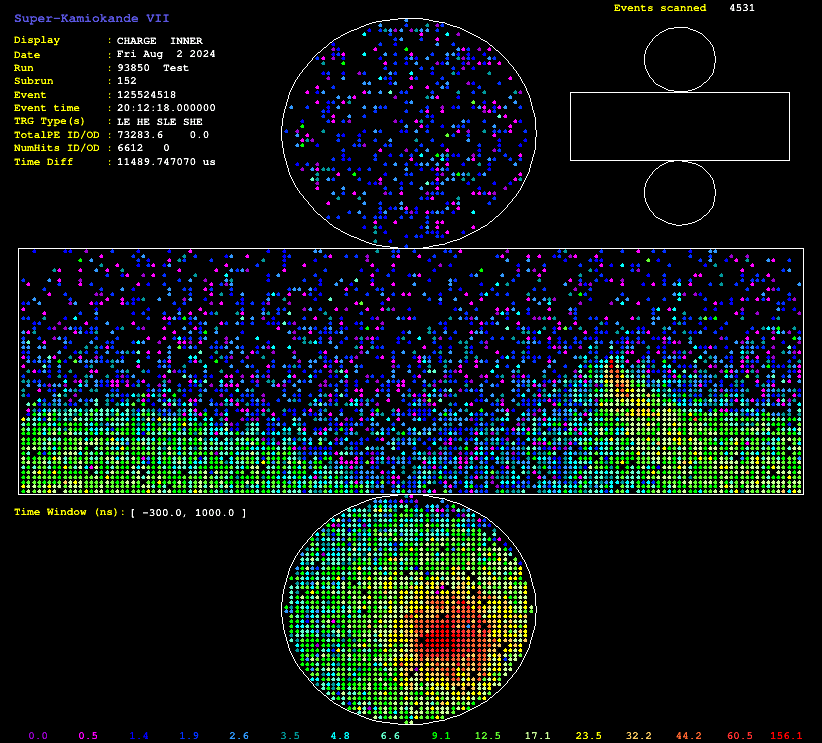 Super-Kamiokande VII
Events scanned 4531
Display : CHARGE INNER
Date : Fri Aug 2 2024
Run : 93850 Test
Subrun : 152
Event : 125524518
Event time : 20:12:18.000000
TRG Type(s) : LE HE SLE SHE
TotalPE ID/OD : 73283.6 0.0
NumHits ID/OD : 6612 0
Time Diff : 11489.747070 us
Time Window (ns): [ -300.0, 1000.0 ]
0.0 0.5 1.4 1.9 2.6 3.5 4.8 6.6 9.1 12.5 17.1 23.5 32.2 44.2 60.5 156.1